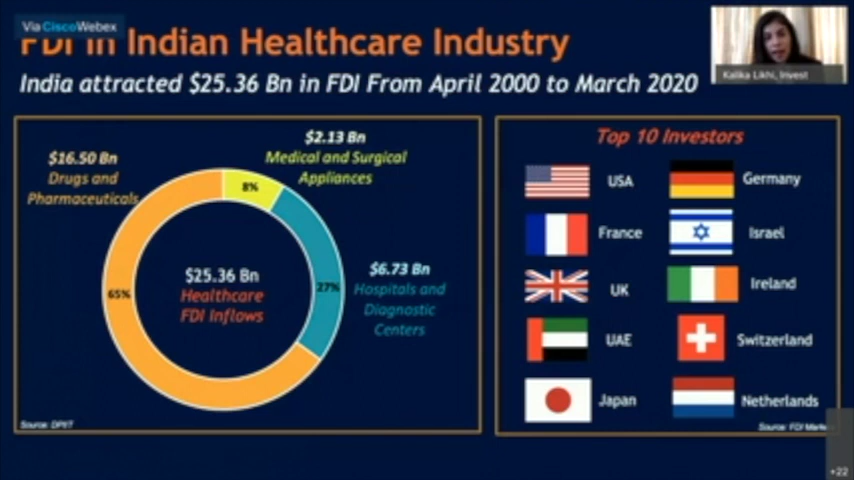 Via Cisco Webex
FDI in Indian Healthcare Industry
Kalika Likhi, Invest
India attracted $25.36 Bn in FDI From April 2000 to March 2020
$16.50 Bn
Drugs and
Pharmaceuticals
$2.13 Bn
Medical and Surgical
Appliances
8%
65%
27%
$25.36 Bn
Healthcare
FDI Inflows
$6.73 Bn
Hospitals and
Diagnostic
Centers
Source: DPIIT
Top 10 Investors
USA
Germany
France
Israel
UK
Ireland
UAE
Switzerland
Japan
Netherlands
Source: FDI
+22